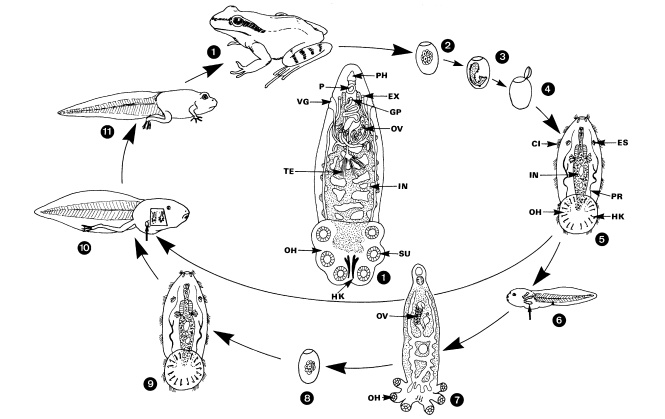 1
2
3
4
PH
P
EX
VG
GP
OV
TE
IN
OH
SU
HK
1
CI
ES
IN
PR
OH
HK
5
6
OV
OH
7
8
9
10
11